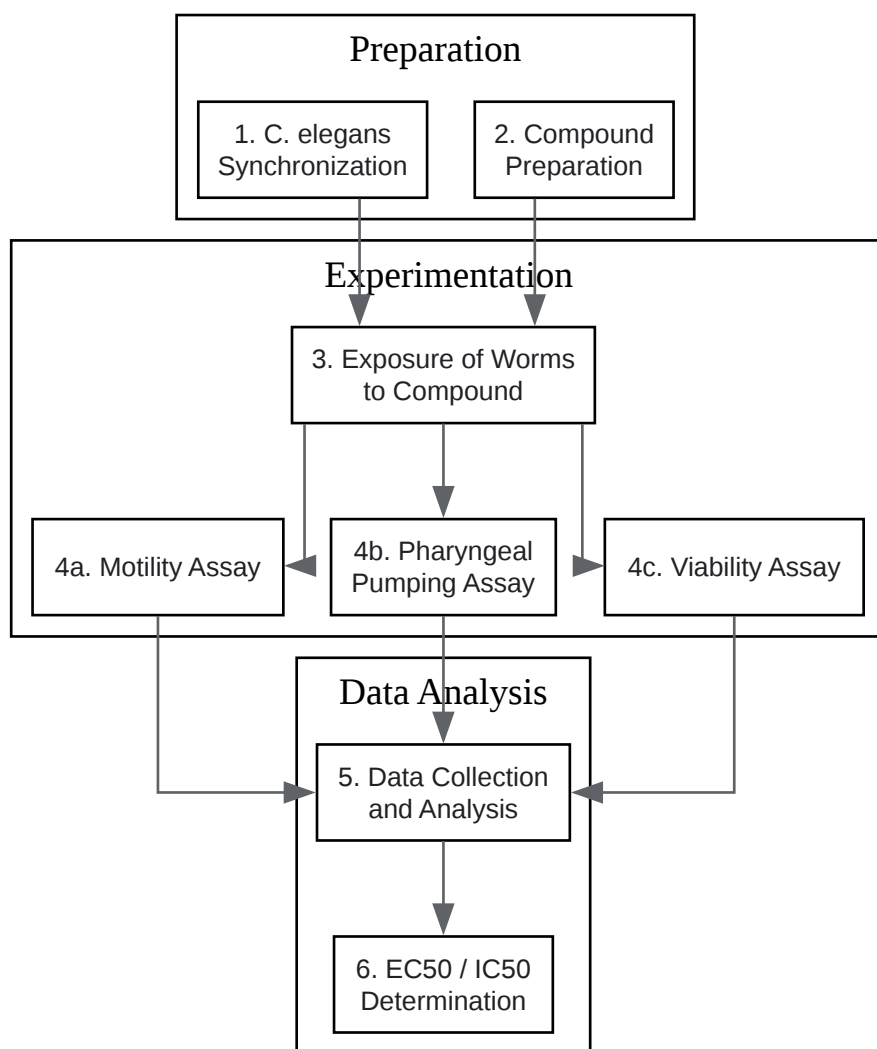 Preparation
1. C. elegans
Synchronization
2. Compound
Preparation
Experimentation
3. Exposure of Worms
to Compound
4a. Motility Assay
4b. Pharyngeal
Pumping Assay
4c. Viability Assay
Data Analysis
5. Data Collection
and Analysis
6. EC50 / IC50
Determination